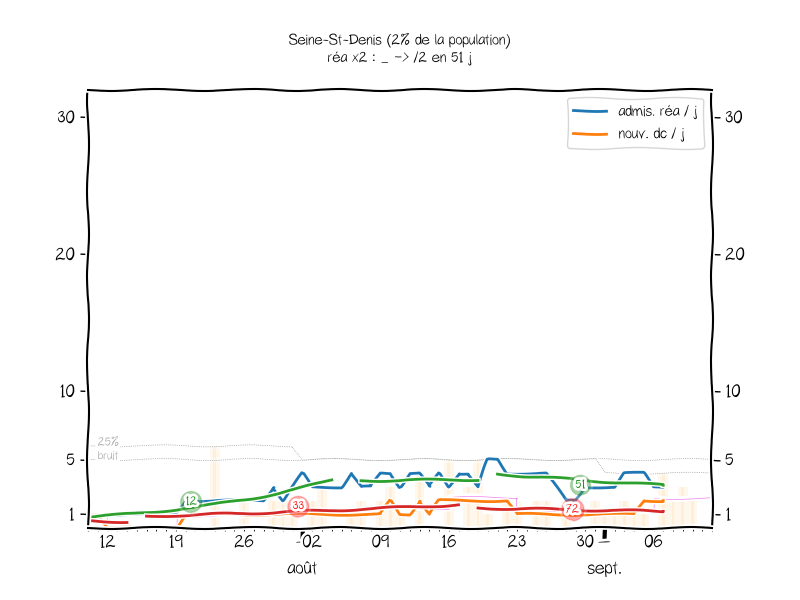 Seine-St-Denis (2% de la population)
réa x2 : _ -> /2 en 51 j
admis. réa / j
nouv. dc / j
30 30
20 20
10 10
25%
bruit
5 5
1 1
12 33 51 72
12 19 26 02 09 16 23 30 06
août sept.